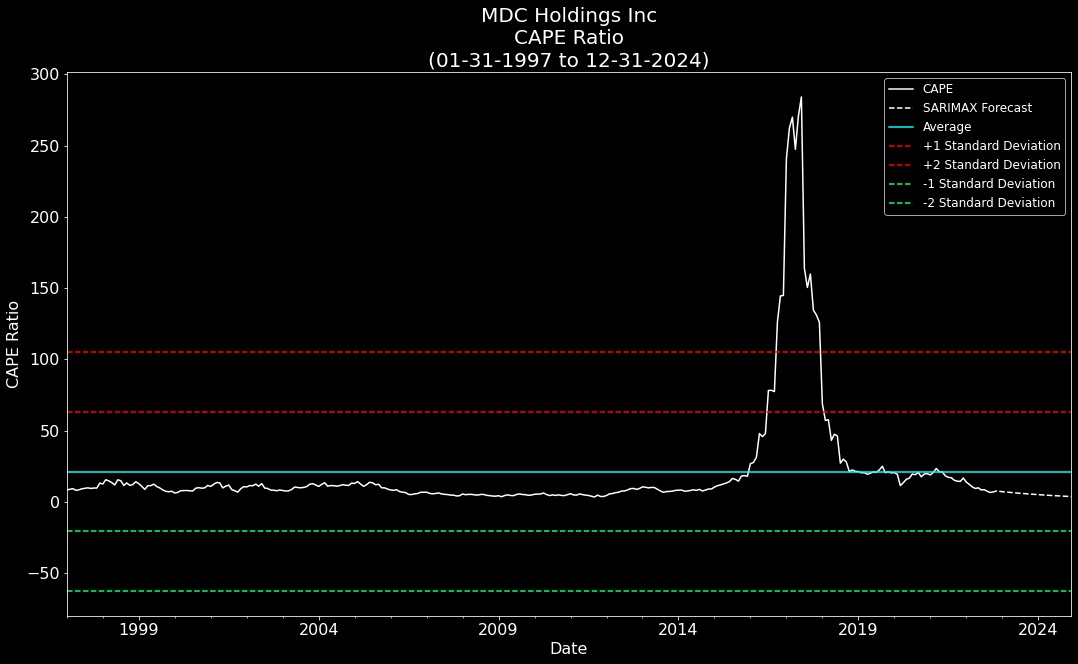 MDC Holdings Inc
CAPE Ratio
(01-31-1997 to 12-31-2024)
300
250
200
150
100
50
0
−50
CAPE Ratio
CAPE
SARIMAX Forecast
Average
+1 Standard Deviation
+2 Standard Deviation
-1 Standard Deviation
-2 Standard Deviation
1999
2004
2009
2014
2019
2024
Date